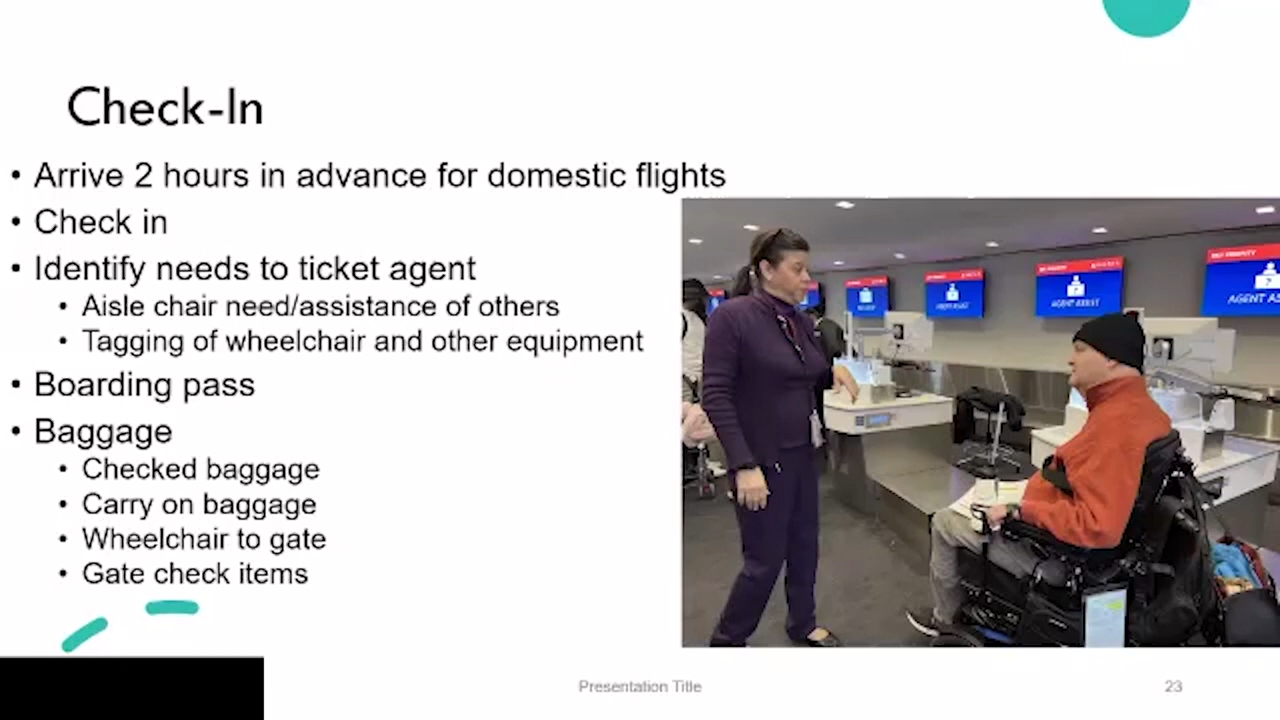 Check-In
• Arrive 2 hours in advance for domestic flights
• Check in
• Identify needs to ticket agent
• Aisle chair need/assistance of others
• Tagging of wheelchair and other equipment
• Boarding pass
• Baggage
• Checked baggage
• Carry on baggage
• Wheelchair to gate
• Gate check items
AGENT ASSIST
AGENT AS
Presentation Title
23